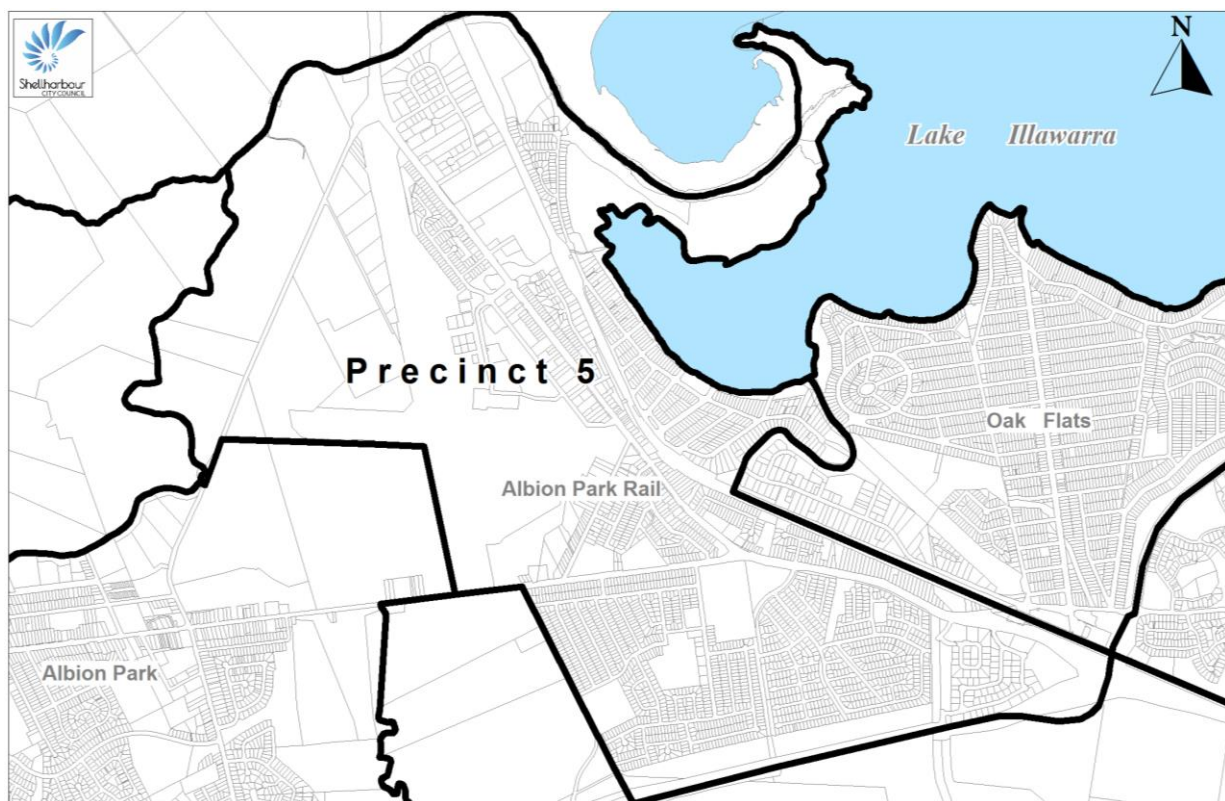 Shellharbour
CITY COUNCIL
N
Lake Illawarra
Precinct 5
Oak Flats
Albion Park Rail
Albion Park